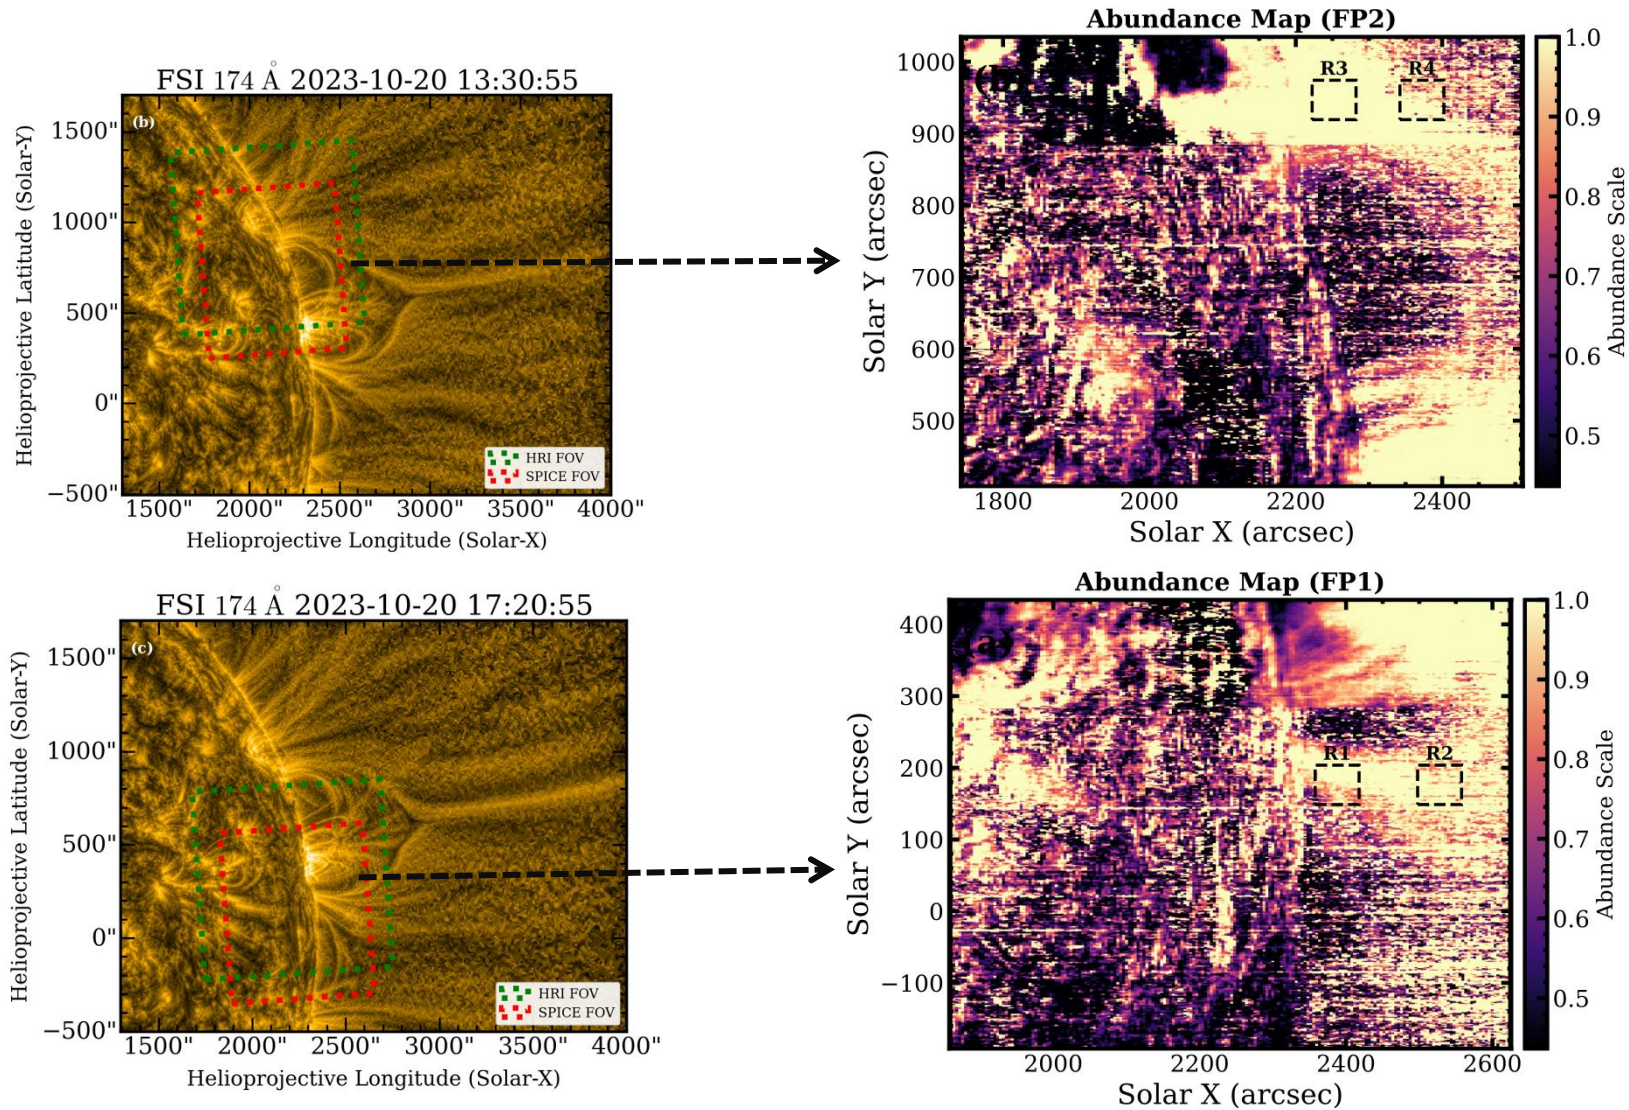 FSI 174 Å 2023-10-20 13:30:55
(b)
1500"
1000"
500"
0"
−500"
Helioprojective Latitude (Solar-Y)
HRI FOV
SPICE FOV
1500" 2000" 2500" 3000" 3500" 4000"
Helioprojective Longitude (Solar-X)
Abundance Map (FP2)
1000
900
800
700
600
500
Solar Y (arcsec)
R3 R4
1800 2000 2200 2400
Solar X (arcsec)
1.0
0.9
0.8
0.7
0.6
0.5
Abundance Scale
FSI 174 Å 2023-10-20 17:20:55
(c)
1500"
1000"
500"
0"
−500"
Helioprojective Latitude (Solar-Y)
HRI FOV
SPICE FOV
1500" 2000" 2500" 3000" 3500" 4000"
Helioprojective Longitude (Solar-X)
Abundance Map (FP1)
400
300
200
100
0
−100
Solar Y (arcsec)
R1 R2
2000 2200 2400 2600
Solar X (arcsec)
1.0
0.9
0.8
0.7
0.6
0.5
Abundance Scale